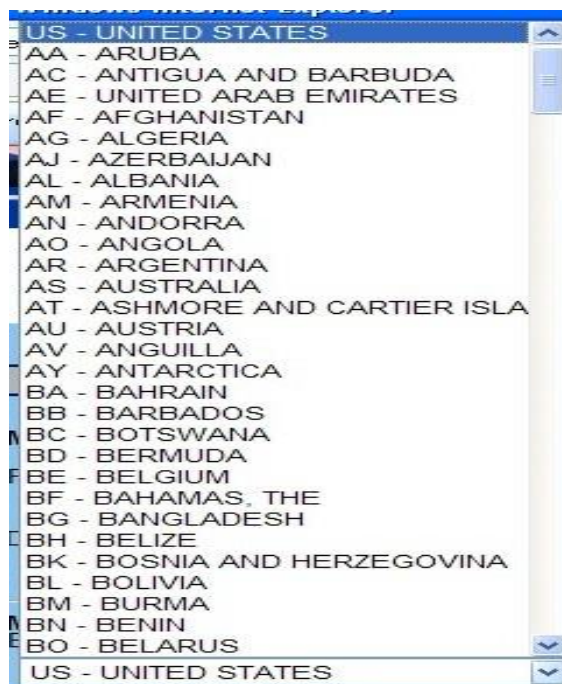 Windows Internet Explorer
US - UNITED STATES
AA - ARUBA
AC - ANTIGUA AND BARBUDA
AE - UNITED ARAB EMIRATES
AF - AFGHANISTAN
AG - ALGERIA
AJ - AZERBAIJAN
AL - ALBANIA
AM - ARMENIA
AN - ANDORRA
AO - ANGOLA
AR - ARGENTINA
AS - AUSTRALIA
AT - ASHMORE AND CARTIER ISLA
AU - AUSTRIA
AV - ANGUILLA
AY - ANTARCTICA
BA - BAHRAIN
BB - BARBADOS
BC - BOTSWANA
BD - BERMUDA
BE - BELGIUM
BF - BAHAMAS, THE
BG - BANGLADESH
BH - BELIZE
BK - BOSNIA AND HERZEGOVINA
BL - BOLIVIA
BM - BURMA
BN - BENIN
BO - BELARUS
US - UNITED STATES